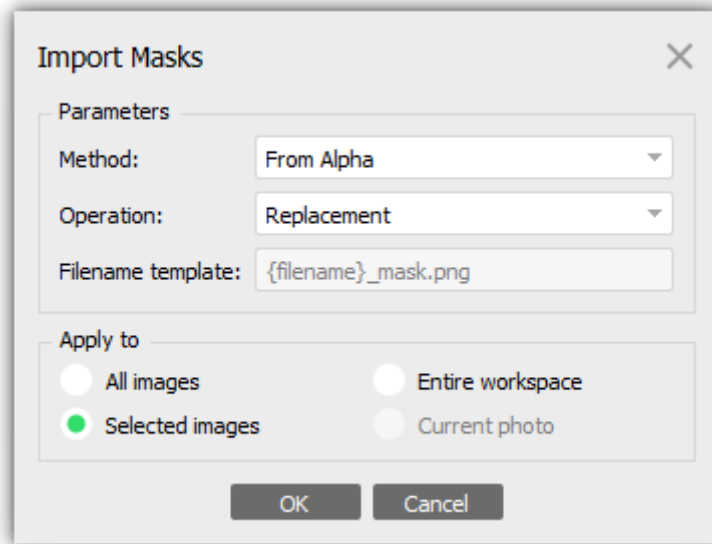 Import Masks
Parameters
Method: From Alpha
Operation: Replacement
Filename template: {filename}_mask.png
Apply to
All images Entire workspace
Selected images Current photo
OK Cancel